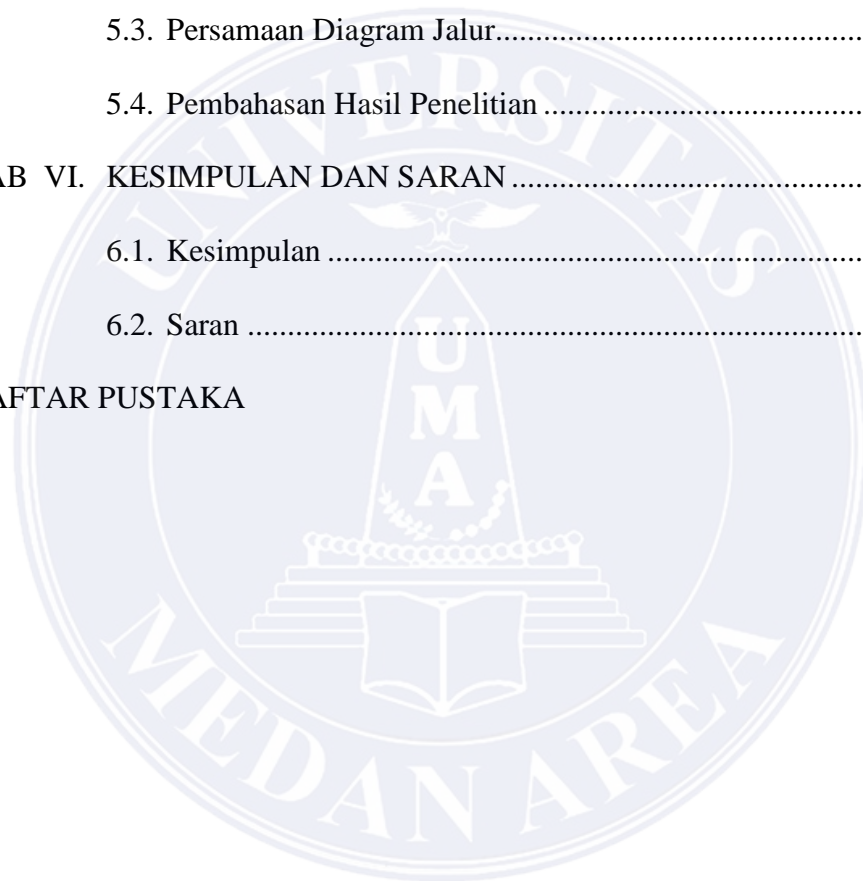 5.3. Persamaan Diagram Jalur..............................................
5.4. Pembahasan Hasil Penelitian ........................................
AB VI. KESIMPULAN DAN SARAN ............................................
6.1. Kesimpulan ...................................................................
6.2. Saran .............................................................................
AFTAR PUSTAKA
UNIVERSITAS
UMA
MEDAN AREA